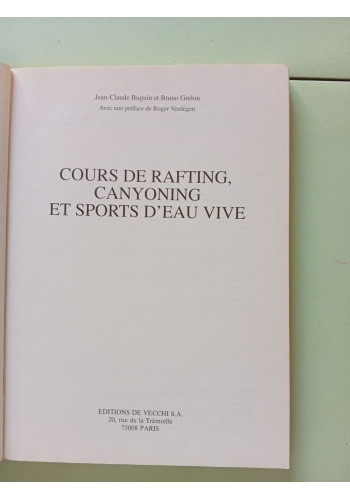 Jean-Claude Buguin et Bruno Grelon
Avec une préface de Roger Verdegen
COURS DE RAFTING,
CANYONING
ET SPORTS D'EAU VIVE
EDITIONS DE VECCHI S.A.
20, rue de la Trémoille
75008 PARIS